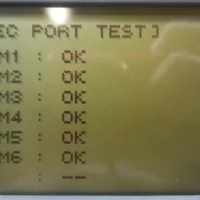 EC PORT TEST]
M1 : OK
M2 : OK
M3 : OK
M4 : OK
M5 : OK
M6 : OK
: --